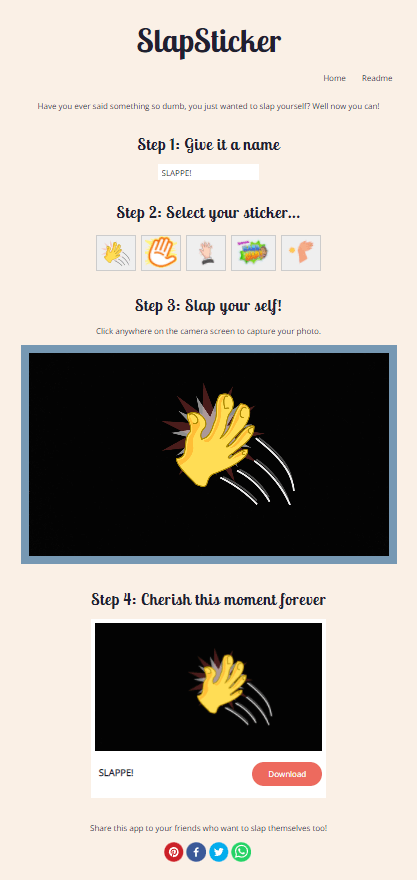 SlapSticker
Home Readme
Have you ever said something so dumb, you just wanted to slap yourself? Well now you can!
Step 1: Give it a name
SLAPPE!
Step 2: Select your sticker...
Step 3: Slap your self!
Click anywhere on the camera screen to capture your photo.
Step 4: Cherish this moment forever
SLAPPE!
Download
Share this app to your friends who want to slap themselves too!